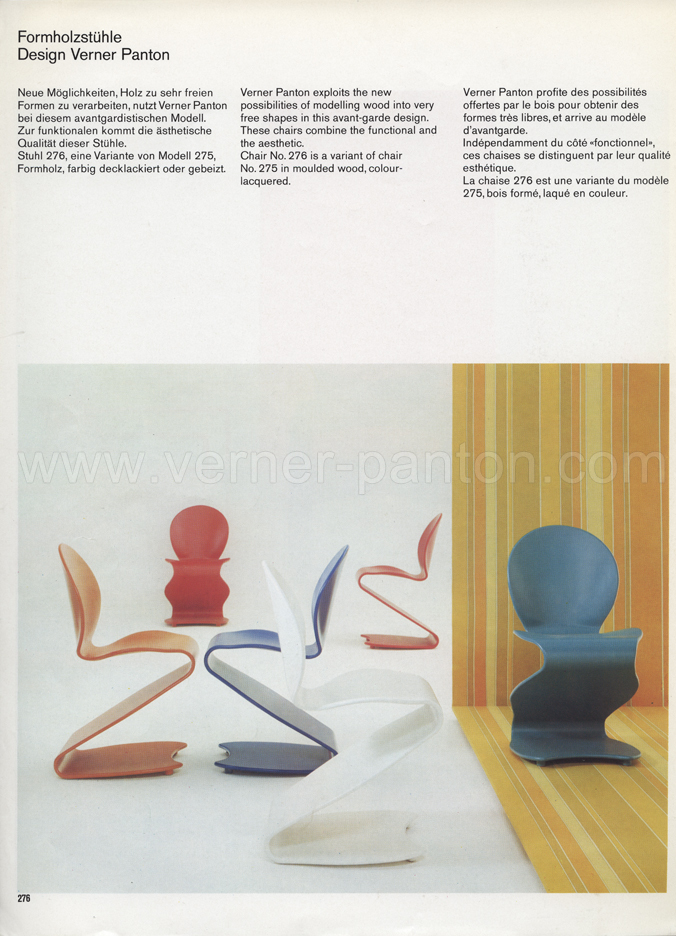 Formholzstühle
Design Verner Panton
Neue Möglichkeiten, Holz zu sehr freien
Formen zu verarbeiten, nutzt Verner Panton
bei diesem avantgardistischen Modell.
Zur funktionalen kommt die ästhetische
Qualität dieser Stühle.
Stuhl 276, eine Variante von Modell 275,
Formholz, farbig decklackiert oder gebeizt.
Verner Panton exploits the new
possibilities of modelling wood into very
free shapes in this avant-garde design.
These chairs combine the functional and
the aesthetic.
Chair No. 276 is a variant of chair
No. 275 in moulded wood, colour-
lacquered.
Verner Panton profite des possibilités
offertes par le bois pour obtenir des
formes très libres, et arrive au modèle
d'avantgarde.
Indépendamment du côté «fonctionnel»,
ces chaises se distinguent par leur qualité
esthétique.
La chaise 276 est une variante du modèle
275, bois formé, laqué en couleur.
www.verner-panton.com
276